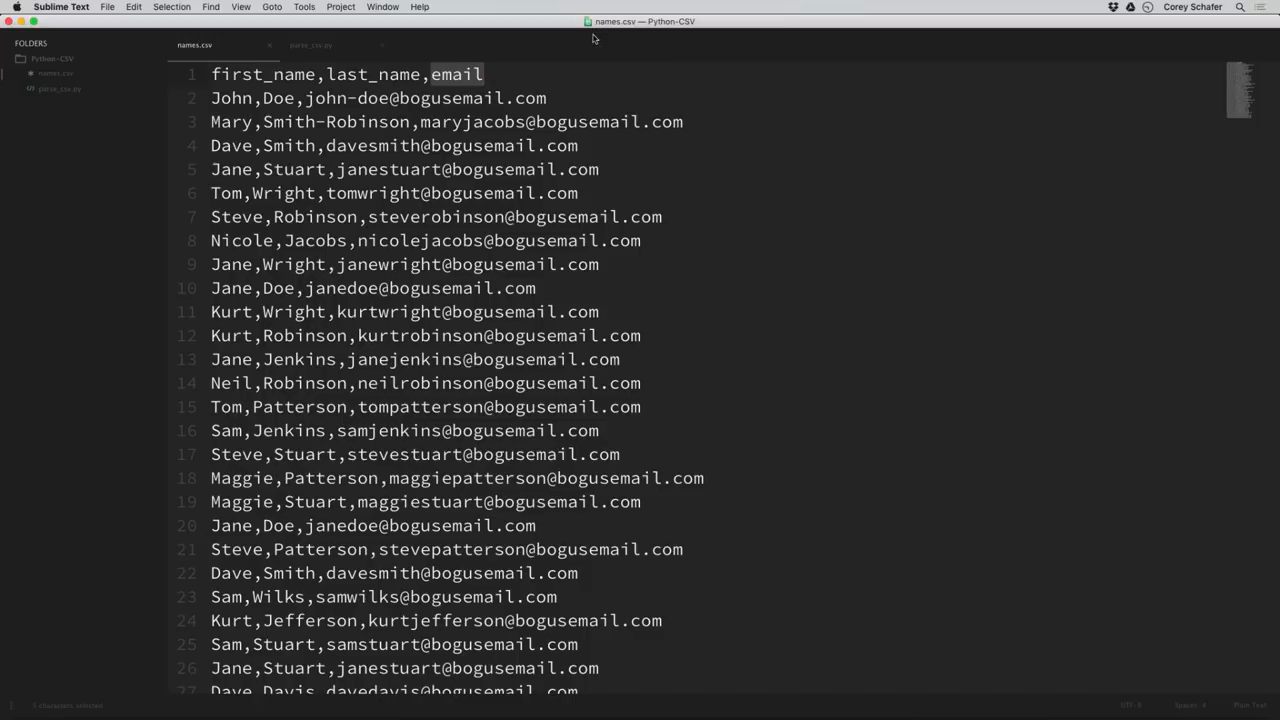 Sublime Text File Edit Selection Find View Goto Tools Project Window Help Corey Schafer
names.csv — Python-CSV
FOLDERS
Python-CSV
names.csv
parse_csv.py
names.csv parse_csv.py
1 first_name,last_name,email
2 John,Doe,john-doe@bogusemail.com
3 Mary,Smith-Robinson,maryjacobs@bogusemail.com
4 Dave,Smith,davesmith@bogusemail.com
5 Jane,Stuart,janestuart@bogusemail.com
6 Tom,Wright,tomwright@bogusemail.com
7 Steve,Robinson,steverobinson@bogusemail.com
8 Nicole,Jacobs,nicolejacobs@bogusemail.com
9 Jane,Wright,janewright@bogusemail.com
10 Jane,Doe,janedoe@bogusemail.com
11 Kurt,Wright,kurtwright@bogusemail.com
12 Kurt,Robinson,kurtrobinson@bogusemail.com
13 Jane,Jenkins,janejenkins@bogusemail.com
14 Neil,Robinson,neilrobinson@bogusemail.com
15 Tom,Patterson,tompatterson@bogusemail.com
16 Sam,Jenkins,samjenkins@bogusemail.com
17 Steve,Stuart,stevestuart@bogusemail.com
18 Maggie,Patterson,maggiepatterson@bogusemail.com
19 Maggie,Stuart,maggiestuart@bogusemail.com
20 Jane,Doe,janedoe@bogusemail.com
21 Steve,Patterson,stevepatterson@bogusemail.com
22 Dave,Smith,davesmith@bogusemail.com
23 Sam,Wilks,samwilks@bogusemail.com
24 Kurt,Jefferson,kurtjefferson@bogusemail.com
25 Sam,Stuart,samstuart@bogusemail.com
26 Jane,Stuart,janestuart@bogusemail.com
27 Dave,Davis,davedavis@bogusemail.com
5 characters selected UTF-8 Spaces: 4 Plain Text